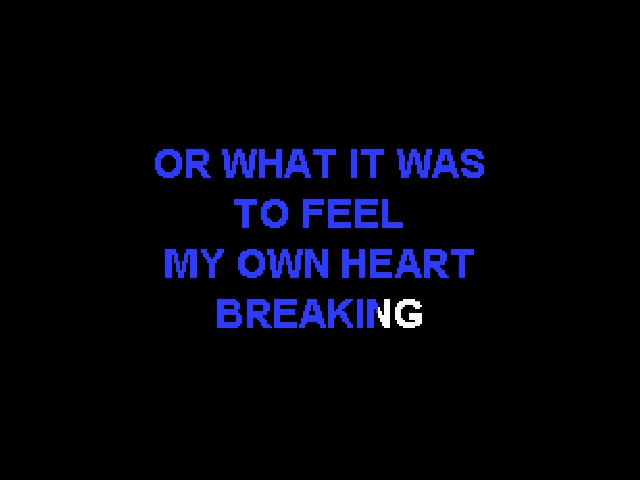 OR WHAT IT WAS
TO FEEL
MY OWN HEART
BREAKING